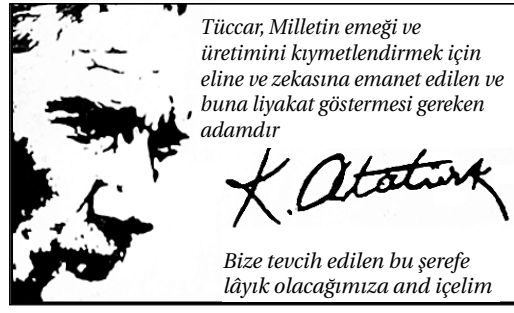 Tüccar, Milletin emeği ve
üretimini kıymetlendirmek için
eline ve zekasına emanet edilen ve
buna liyakat göstermesi gereken
adamdır
K. Atatürk
Bize tevcih edilen bu şerefe
lâyık olacağımıza and içelim